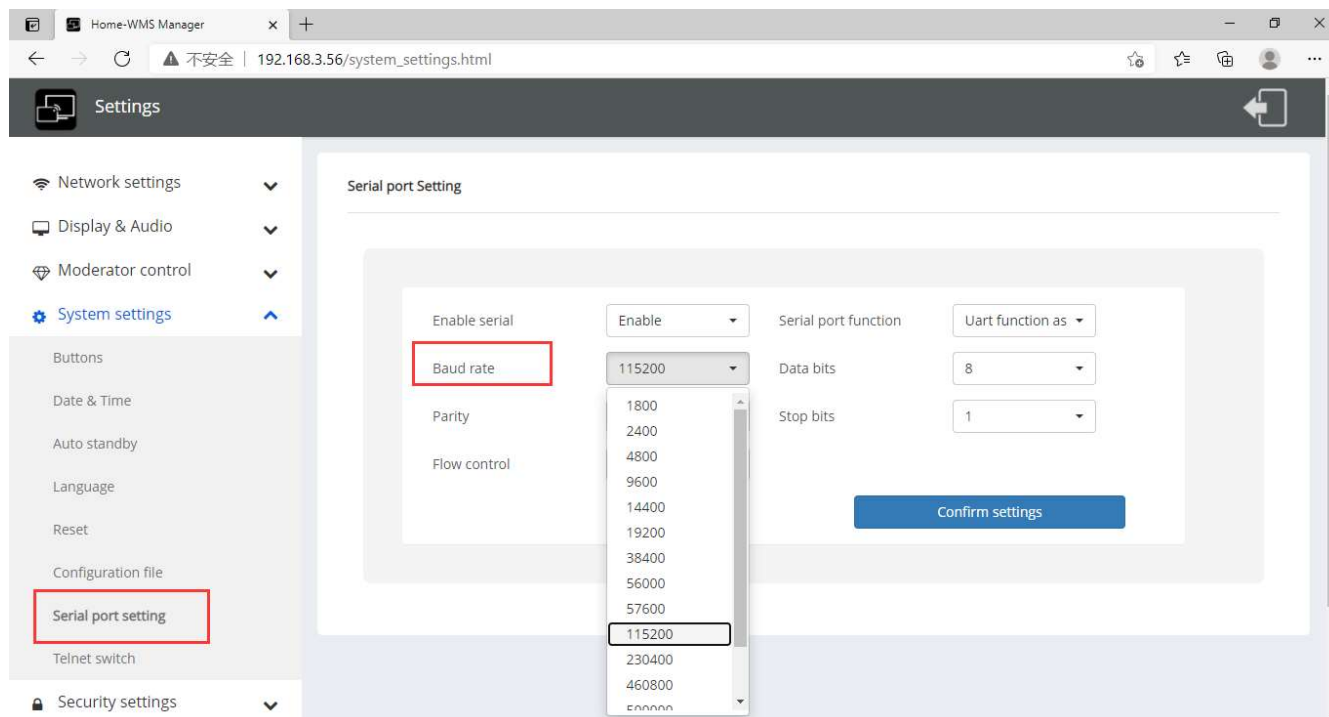 Home-WMS Manager
不安全 192.168.3.56/system_settings.html
Settings
Network settings
Display & Audio
Moderator control
System settings
Buttons
Date & Time
Auto standby
Language
Reset
Configuration file
Serial port setting
Telnet switch
Security settings
Serial port Setting
Enable serial Enable Serial port function Uart function as
Baud rate 115200 Data bits 8
Parity Stop bits 1
Flow control
1800
2400
4800
9600
14400
19200
38400
56000
57600
115200
230400
460800
500000
Confirm settings